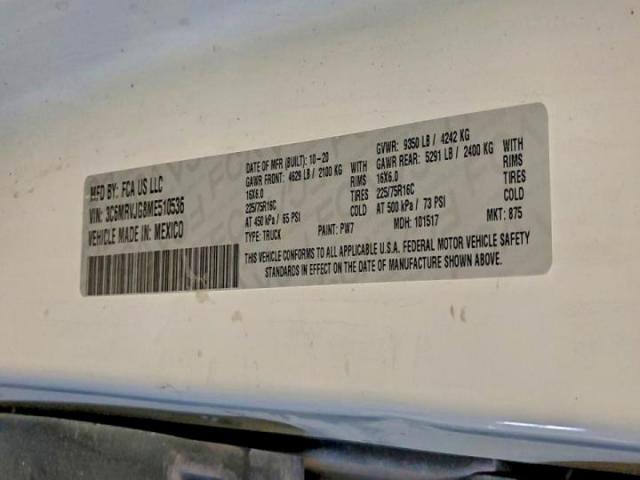 MFD BY: FCA US LLC
VIN: 3C6MRVJG8ME510536
VEHICLE MADE IN: MEXICO
DATE OF MFR (BUILT): 10-20
GAWR FRONT: 4629 LB / 2100 KG WITH
16X6.0 RIMS
225/75R16C TIRES
AT 450 kPa / 65 PSI COLD
TYPE: TRUCK
PAINT: PW7
GVWR: 9350 LB / 4242 KG
GAWR REAR: 5291 LB / 2400 KG WITH
16X6.0 RIMS
225/75R16C TIRES
AT 500 kPa / 73 PSI COLD
MDH: 101517
MKT: 875
THIS VEHICLE CONFORMS TO ALL APPLICABLE U.S.A. FEDERAL MOTOR VEHICLE SAFETY
STANDARDS IN EFFECT ON THE DATE OF MANUFACTURE SHOWN ABOVE.